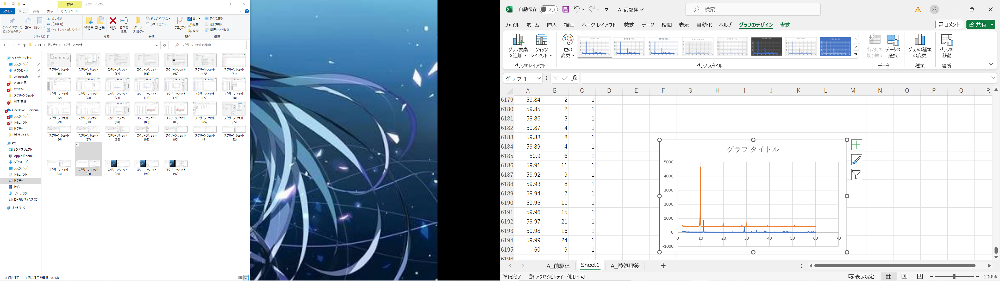 管理
スクリーンショット
ファイル
ホーム
共有
表示
ピクチャ ツール
クイック アクセス
にピン留めする
コピー
貼り付け
切り取り
パスのコピー
ショートカットの貼り付け
クリップボード
移動先
コピー先
削除
名前の
変更
整理
新しい
フォルダー
新しいアイテム
ショートカット
新規
プロパティ
開く
編集
履歴
開く
すべて選択
選択解除
選択の切り替え
選択
PC
ピクチャ
スクリーンショット
スクリーンショットの検索
クイック アクセス
デスクトップ
ダウンロード
.minecraft
23年11月
231124
スクリーンショット
後期実験
OneDrive - Personal
デスクトップ
ドキュメント
ピクチャ
添付ファイル
PC
3D オブジェクト
Apple iPhone
ダウンロード
デスクトップ
ドキュメント
ピクチャ
ビデオ
ミュージック
ローカル ディスク (C:)
ネットワーク
スクリーンショット
(65)
スクリーンショット
(66)
スクリーンショット
(67)
スクリーンショット
(68)
スクリーンショット
(69)
スクリーンショット
(70)
スクリーンショット
(71)
スクリーンショット
(72)
スクリーンショット
(73)
スクリーンショット
(74)
スクリーンショット
(75)
スクリーンショット
(76)
スクリーンショット
(77)
スクリーンショット
(78)
スクリーンショット
(79)
スクリーンショット
(80)
スクリーンショット
(81)
スクリーンショット
(82)
スクリーンショット
(83)
スクリーンショット
(84)
スクリーンショット
(85)
スクリーンショット
(86)
スクリーンショット
(87)
スクリーンショット
(88)
スクリーンショット
(89)
スクリーンショット
(90)
スクリーンショット
(91)
スクリーンショット
(92)
スクリーンショット
(93)
スクリーンショット
(94)
スクリーンショット
(95)
スクリーンショット
(96)
スクリーンショット
(97)
33 個の項目
1 個の項目を選択 382 KB
自動保存
オフ
A_前駆体
検索
ファイル
ホーム
挿入
描画
ページ レイアウト
数式
データ
校閲
表示
自動化
ヘルプ
グラフのデザイン
書式
コメント
共有
グラフ要素
を追加
クイック
レイアウト
グラフのレイアウト
色の
変更
グラフ スタイル
行/列の
切り替え
データの
選択
データ
グラフの種類
の変更
種類
グラフの
移動
場所
グラフ 1
fx
A B C D E F G H I J K L M N O P Q R
6179 59.84 2 1
6180 59.85 2 1
6181 59.86 3 1
6182 59.87 4 1
6183 59.88 8 1
6184 59.89 4 1
6185 59.9 6 1
6186 59.91 11 1
6187 59.92 9 1
6188 59.93 8 1
6189 59.94 7 1
6190 59.95 11 1
6191 59.96 15 1
6192 59.97 21 1
6193 59.98 16 1
6194 59.99 24 1
6195 60 9 1
6196
グラフ タイトル
5000
4000
3000
2000
1000
0
-1000
0 10 20 30 40 50 60 70
A_前駆体
Sheet1
A_酸処理後
準備完了
アクセシビリティ: 利用不可
表示設定
100%